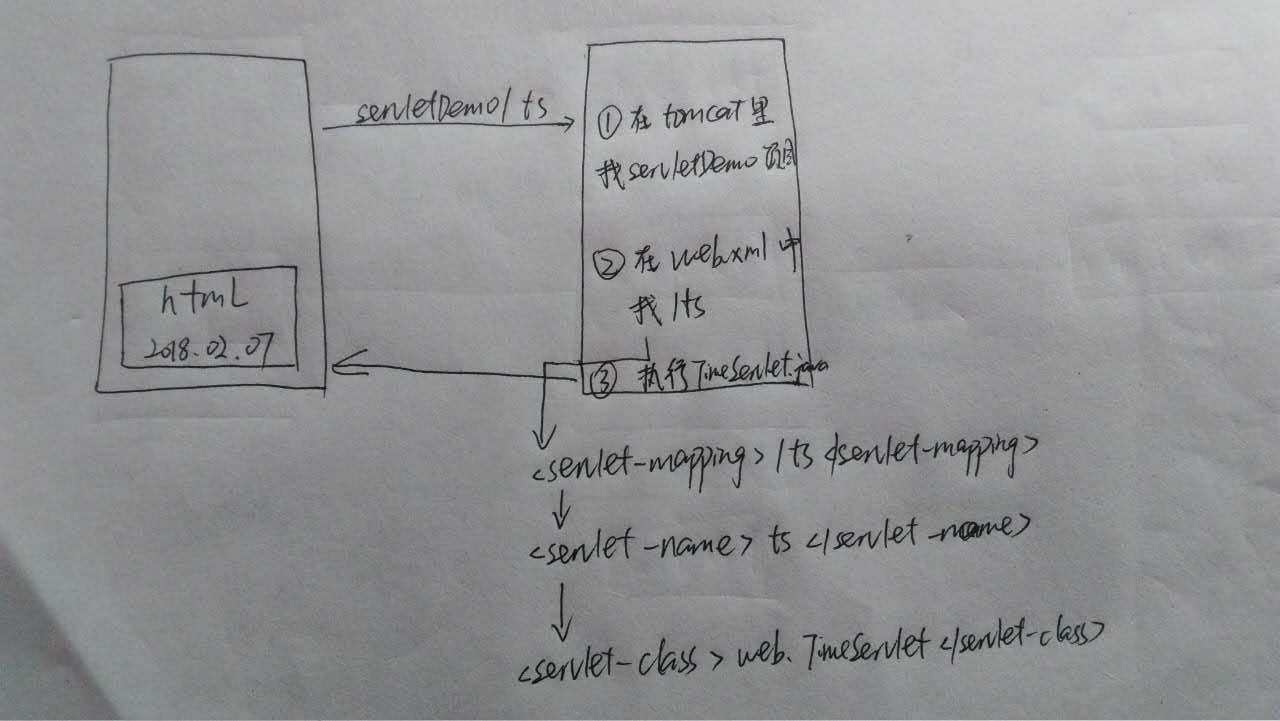 servletDemo/ts
① 在tomcat里
找servletDemo项目
② 在web.xml中
找/ts
③ 执行TimeServlet.java
html
2018.02.07
<servlet-mapping>/ts</servlet-mapping>
<servlet-name>ts</servlet-name>
<servlet-class>web.TimeServlet</servlet-class>